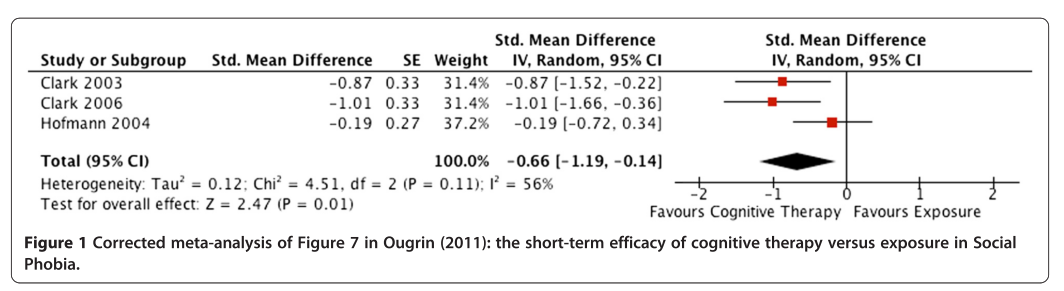 Std. Mean Difference Std. Mean Difference
Study or Subgroup Std. Mean Difference SE Weight IV, Random, 95% CI IV, Random, 95% CI
Clark 2003 −0.87 0.33 31.4% −0.87 [−1.52, −0.22]
Clark 2006 −1.01 0.33 31.4% −1.01 [−1.66, −0.36]
Hofmann 2004 −0.19 0.27 37.2% −0.19 [−0.72, 0.34]
Total (95% CI) 100.0% −0.66 [−1.19, −0.14]
Heterogeneity: Tau² = 0.12; Chi² = 4.51, df = 2 (P = 0.11); I² = 56%
Test for overall effect: Z = 2.47 (P = 0.01)
−2 −1 0 1 2
Favours Cognitive Therapy Favours Exposure
Figure 1 Corrected meta-analysis of Figure 7 in Ougrin (2011): the short-term efficacy of cognitive therapy versus exposure in Social
Phobia.